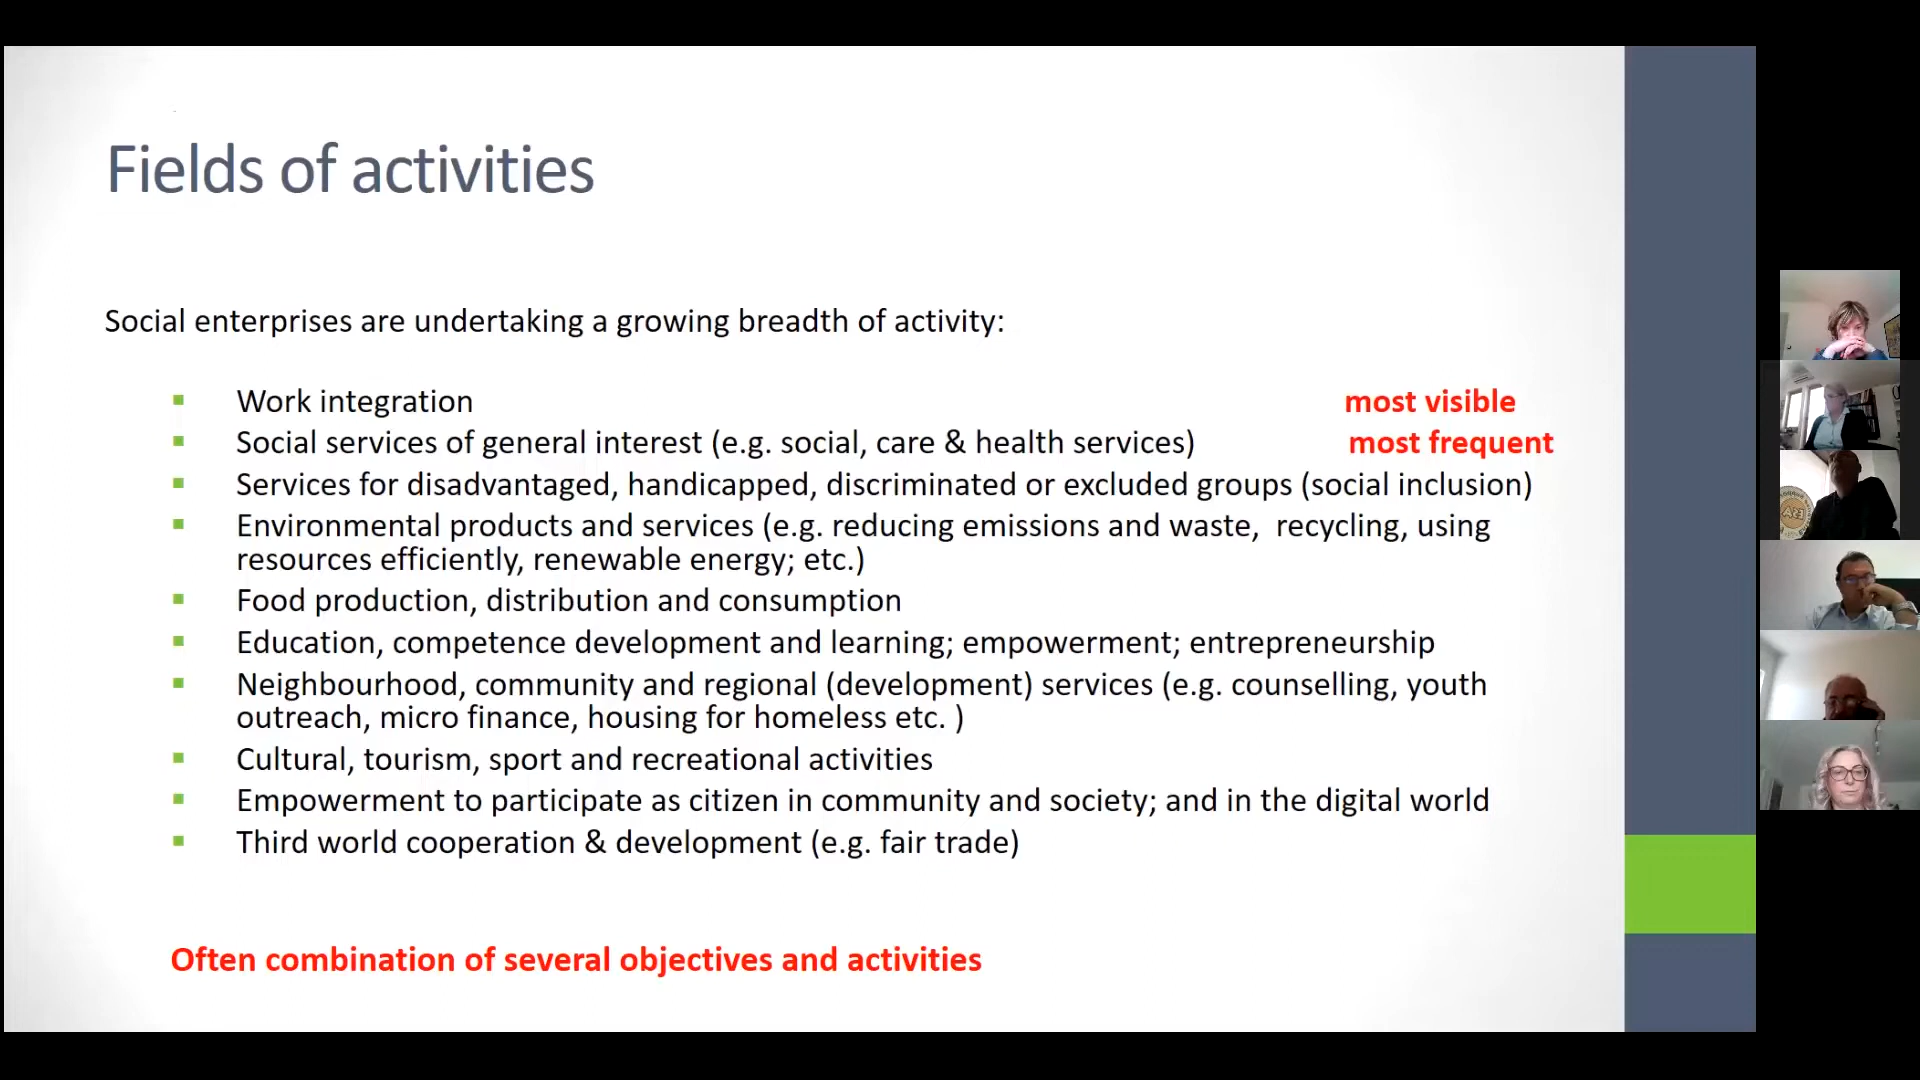 Fields of activities
Social enterprises are undertaking a growing breadth of activity:
▪ Work integration most visible
▪ Social services of general interest (e.g. social, care & health services) most frequent
▪ Services for disadvantaged, handicapped, discriminated or excluded groups (social inclusion)
▪ Environmental products and services (e.g. reducing emissions and waste,  recycling, using
resources efficiently, renewable energy; etc.)
▪ Food production, distribution and consumption
▪ Education, competence development and learning; empowerment; entrepreneurship
▪ Neighbourhood, community and regional (development) services (e.g. counselling, youth
outreach, micro finance, housing for homeless etc. )
▪ Cultural, tourism, sport and recreational activities
▪ Empowerment to participate as citizen in community and society; and in the digital world
▪ Third world cooperation & development (e.g. fair trade)
Often combination of several objectives and activities